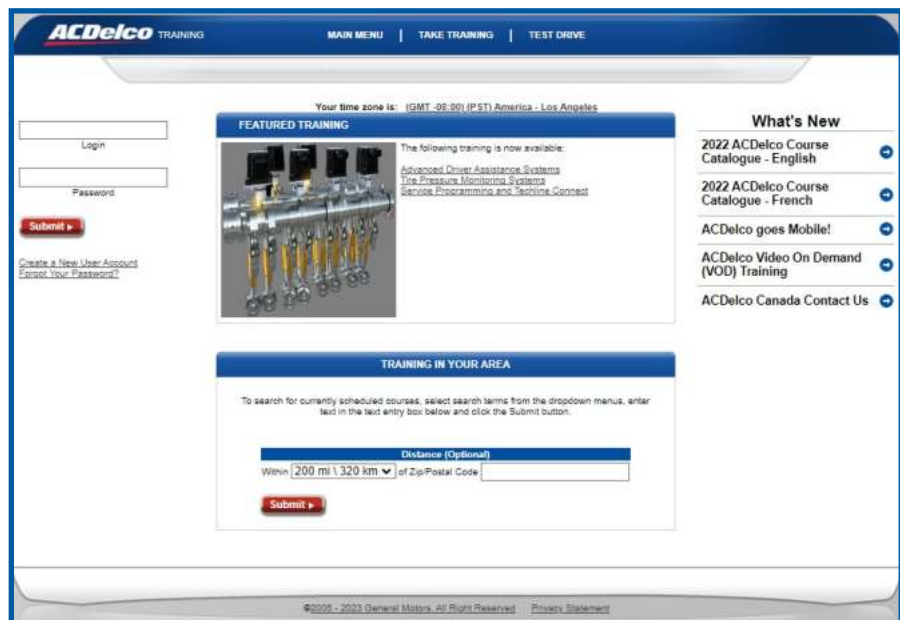 ACDelco TRAINING
MAIN MENU | TAKE TRAINING | TEST DRIVE
Your time zone is: (GMT -08:00) (PST) America - Los Angeles
Login
Password
Submit
Create a New User Account
Forgot Your Password?
FEATURED TRAINING
The following training is now available:
Advanced Driver Assistance Systems
Tire Pressure Monitoring Systems
Service Programming and Techline Connect
What's New
2022 ACDelco Course
Catalogue - English
2022 ACDelco Course
Catalogue - French
ACDelco goes Mobile!
ACDelco Video On Demand
(VOD) Training
ACDelco Canada Contact Us
TRAINING IN YOUR AREA
To search for currently scheduled courses, select search terms from the dropdown menus, enter
text in the text entry box below and click the Submit button.
Distance (Optional)
Within 200 mi \ 320 km of Zip/Postal Code
Submit
©2005 - 2023 General Motors. All Right Reserved Privacy Statement